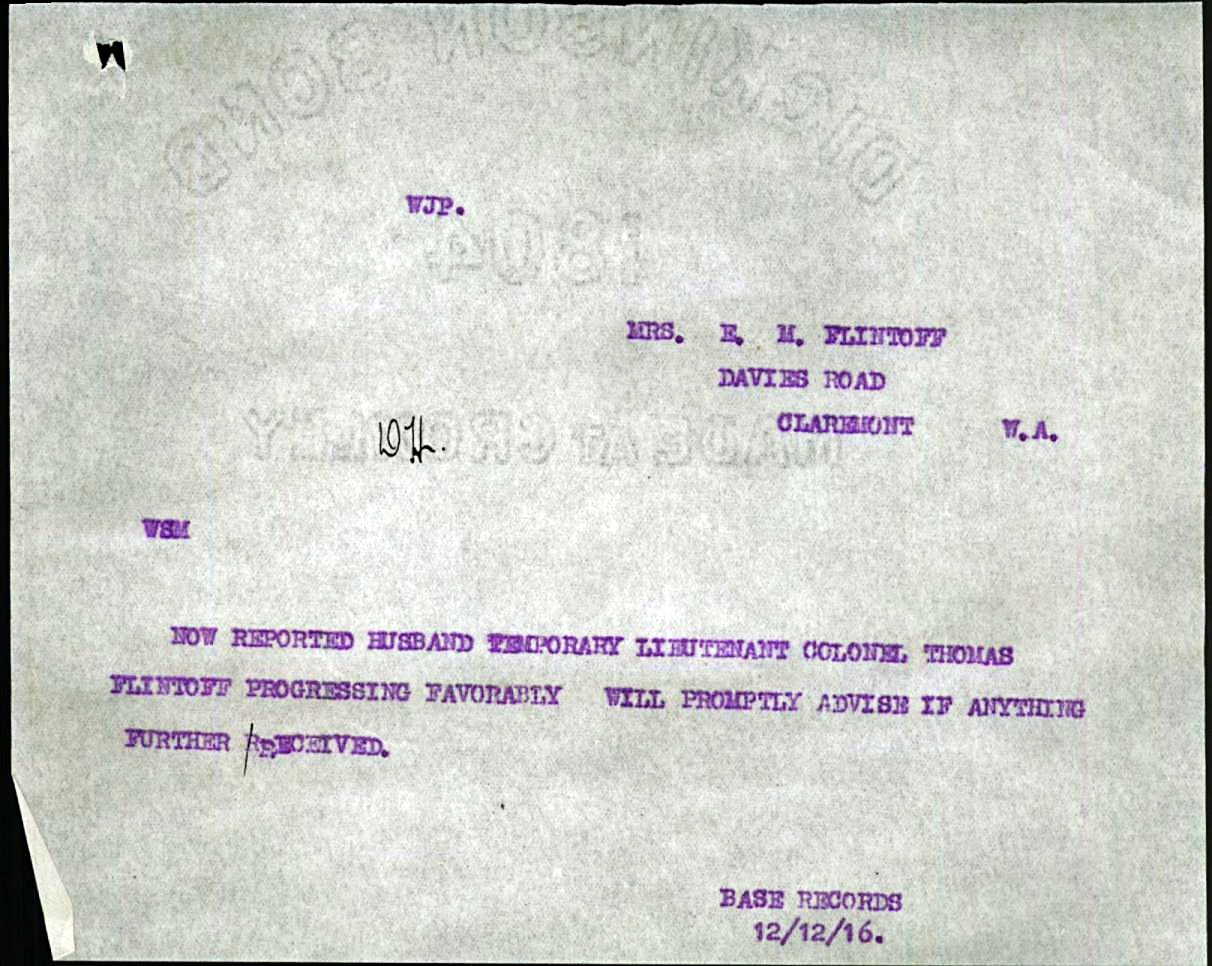 WJP.
MRS. E. M. FLINTOFF
DAVIES ROAD
CLAREMONT W.A.
WSM
NOW REPORTED HUSBAND TEMPORARY LIEUTENANT COLONEL THOMAS
FLINTOFF PROGRESSING FAVORABLY WILL PROMPTLY ADVISE IF ANYTHING
FURTHER RECEIVED.
BASE RECORDS
12/12/16.
1804